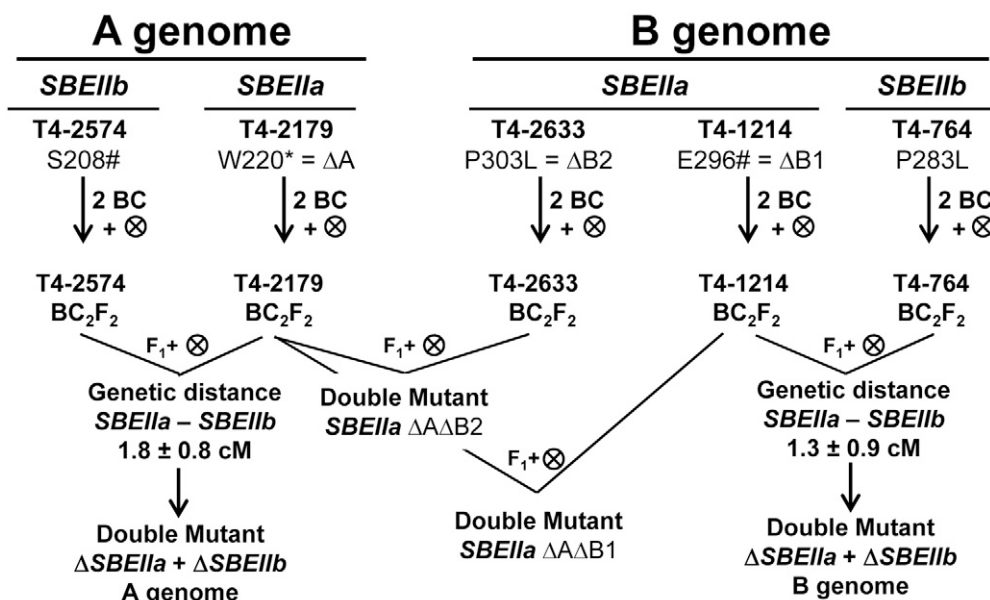 A genome
B genome
SBEIIb
SBEIIa
SBEIIa
SBEIIb
T4-2574
T4-2179
T4-2633
T4-1214
T4-764
S208#
W220* = ΔA
P303L = ΔB2
E296# = ΔB1
P283L
2 BC
+ ⊗
2 BC
+ ⊗
2 BC
+ ⊗
2 BC
+ ⊗
2 BC
+ ⊗
T4-2574
BC₂F₂
T4-2179
BC₂F₂
T4-2633
BC₂F₂
T4-1214
BC₂F₂
T4-764
BC₂F₂
F₁+ ⊗
F₁+ ⊗
F₁+ ⊗
Genetic distance
SBEIIa – SBEIIb
1.8 ± 0.8 cM
Double Mutant
SBEIIa ΔAΔB2
Genetic distance
SBEIIa – SBEIIb
1.3 ± 0.9 cM
F₁+⊗
Double Mutant
ΔSBEIIa + ΔSBEIIb
A genome
Double Mutant
SBEIIa ΔAΔB1
Double Mutant
ΔSBEIIa + ΔSBEIIb
B genome